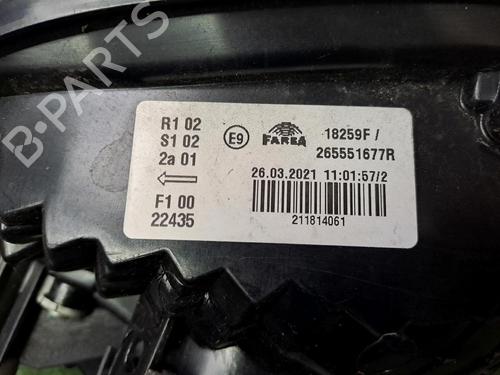 R1 02
S1 02
2a 01
F1 00
22435
E9
FARBA
18259F /
265551677R
26.03.2021 11:01:57/2
211814061
B-PARTS